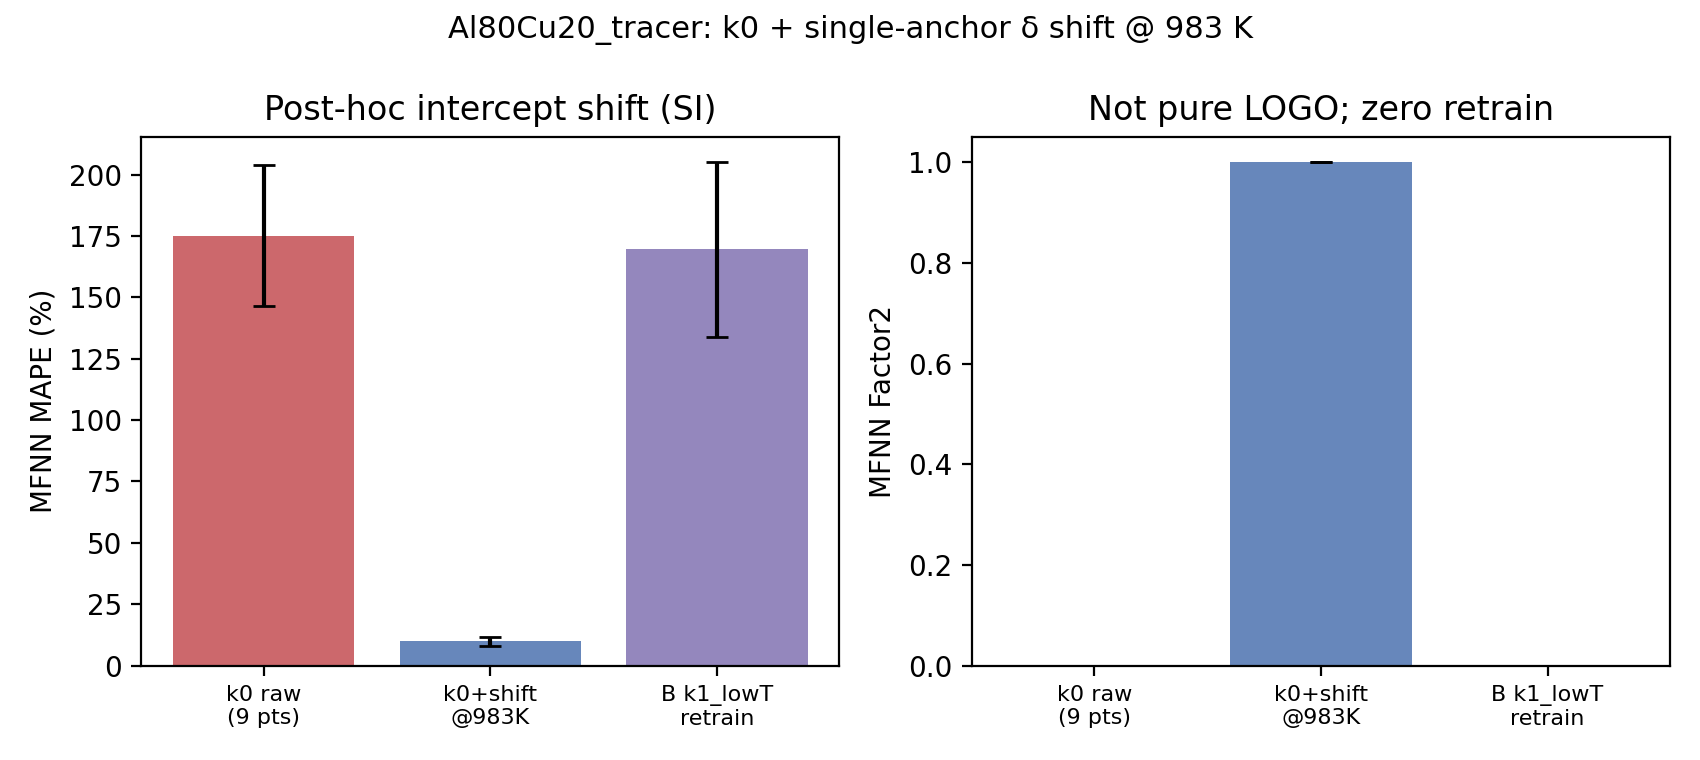 Al80Cu20_tracer: k0 + single-anchor δ shift @ 983 K
Post-hoc intercept shift (SI)
MFNN MAPE (%)
200
175
150
125
100
75
50
25
0
k0 raw
(9 pts)
k0+shift
@983K
B k1_lowT
retrain
Not pure LOGO; zero retrain
MFNN Factor2
1.0
0.8
0.6
0.4
0.2
0.0
k0 raw
(9 pts)
k0+shift
@983K
B k1_lowT
retrain